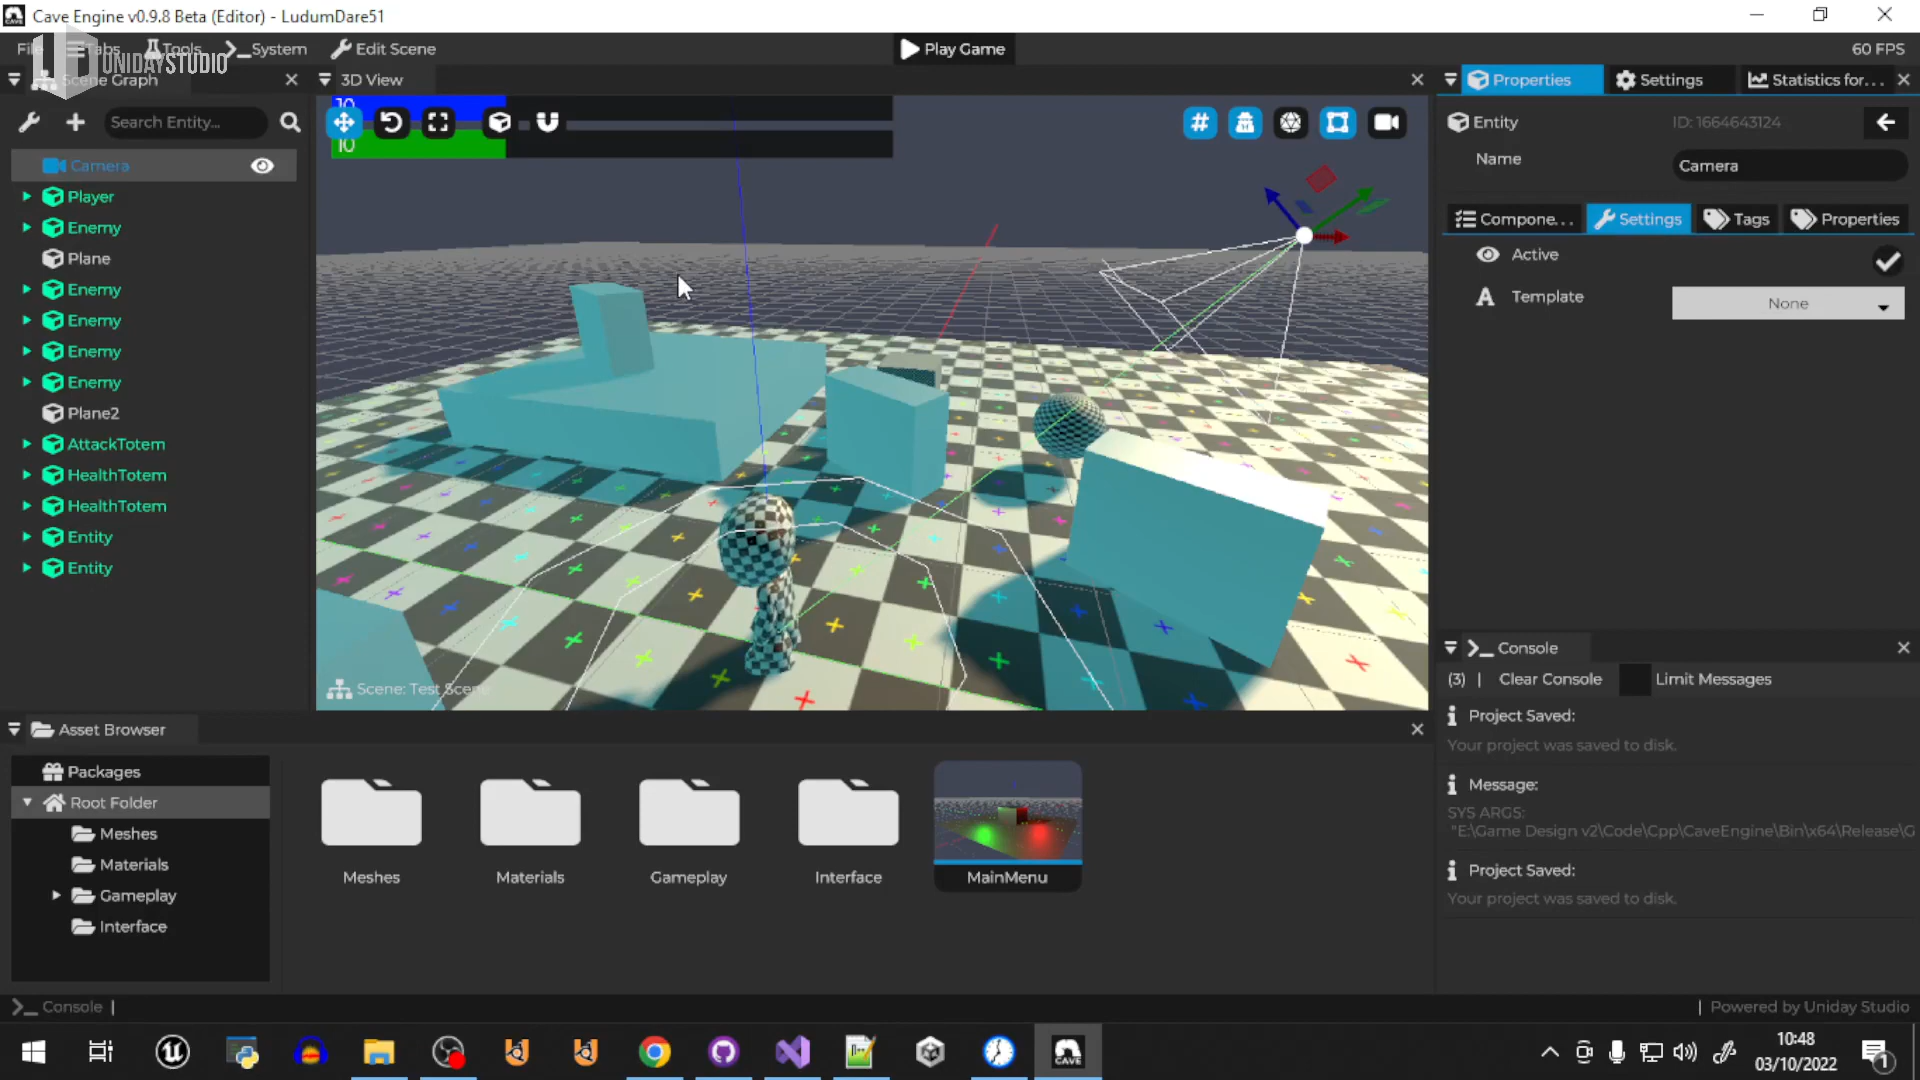 Cave Engine v0.9.8 Beta (Editor) - LudumDare51
File
Tabs
Tools
System
Edit Scene
Play Game
60 FPS
UNIDAYSTUDIO
Scene Graph
3D View
Properties
Settings
Statistics for...
Search Entity...
10
10
Entity
ID: 1664643124
Name
Camera
Camera
Player
Enemy
Plane
Enemy
Enemy
Enemy
Enemy
Plane2
AttackTotem
HealthTotem
HealthTotem
Entity
Entity
Compone...
Settings
Tags
Properties
Active
Template
None
Scene: Test Scene
Console
(3) | Clear Console
Limit Messages
Project Saved:
Your project was saved to disk.
Message:
SYS ARGS:
"E:\Game Design v2\Code\Cpp\CaveEngine\Bin\x64\Release\G
Project Saved:
Your project was saved to disk.
Asset Browser
Packages
Root Folder
Meshes
Materials
Gameplay
Interface
Meshes
Materials
Gameplay
Interface
MainMenu
Console |
| Powered by Uniday Studio
CAVE
10:48
03/10/2022
1